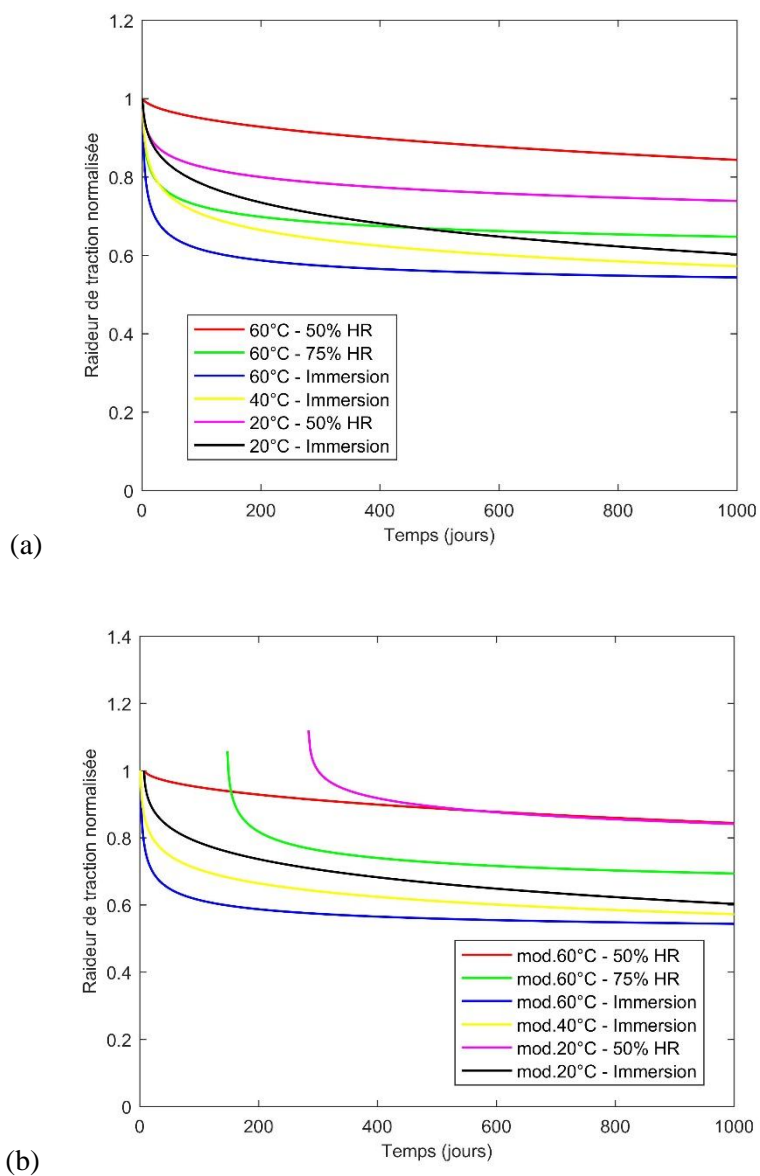 1.2
1
0.8
0.6
0.4
0.2
0
Raideur de traction normalisée
60°C - 50% HR
60°C - 75% HR
60°C - Immersion
40°C - Immersion
20°C - 50% HR
20°C - Immersion
0 200 400 600 800 1000
Temps (jours)
(a)
1.4
1.2
1
0.8
0.6
0.4
0.2
0
Raideur de traction normalisée
mod.60°C - 50% HR
mod.60°C - 75% HR
mod.60°C - Immersion
mod.40°C - Immersion
mod.20°C - 50% HR
mod.20°C - Immersion
0 200 400 600 800 1000
Temps (jours)
(b)